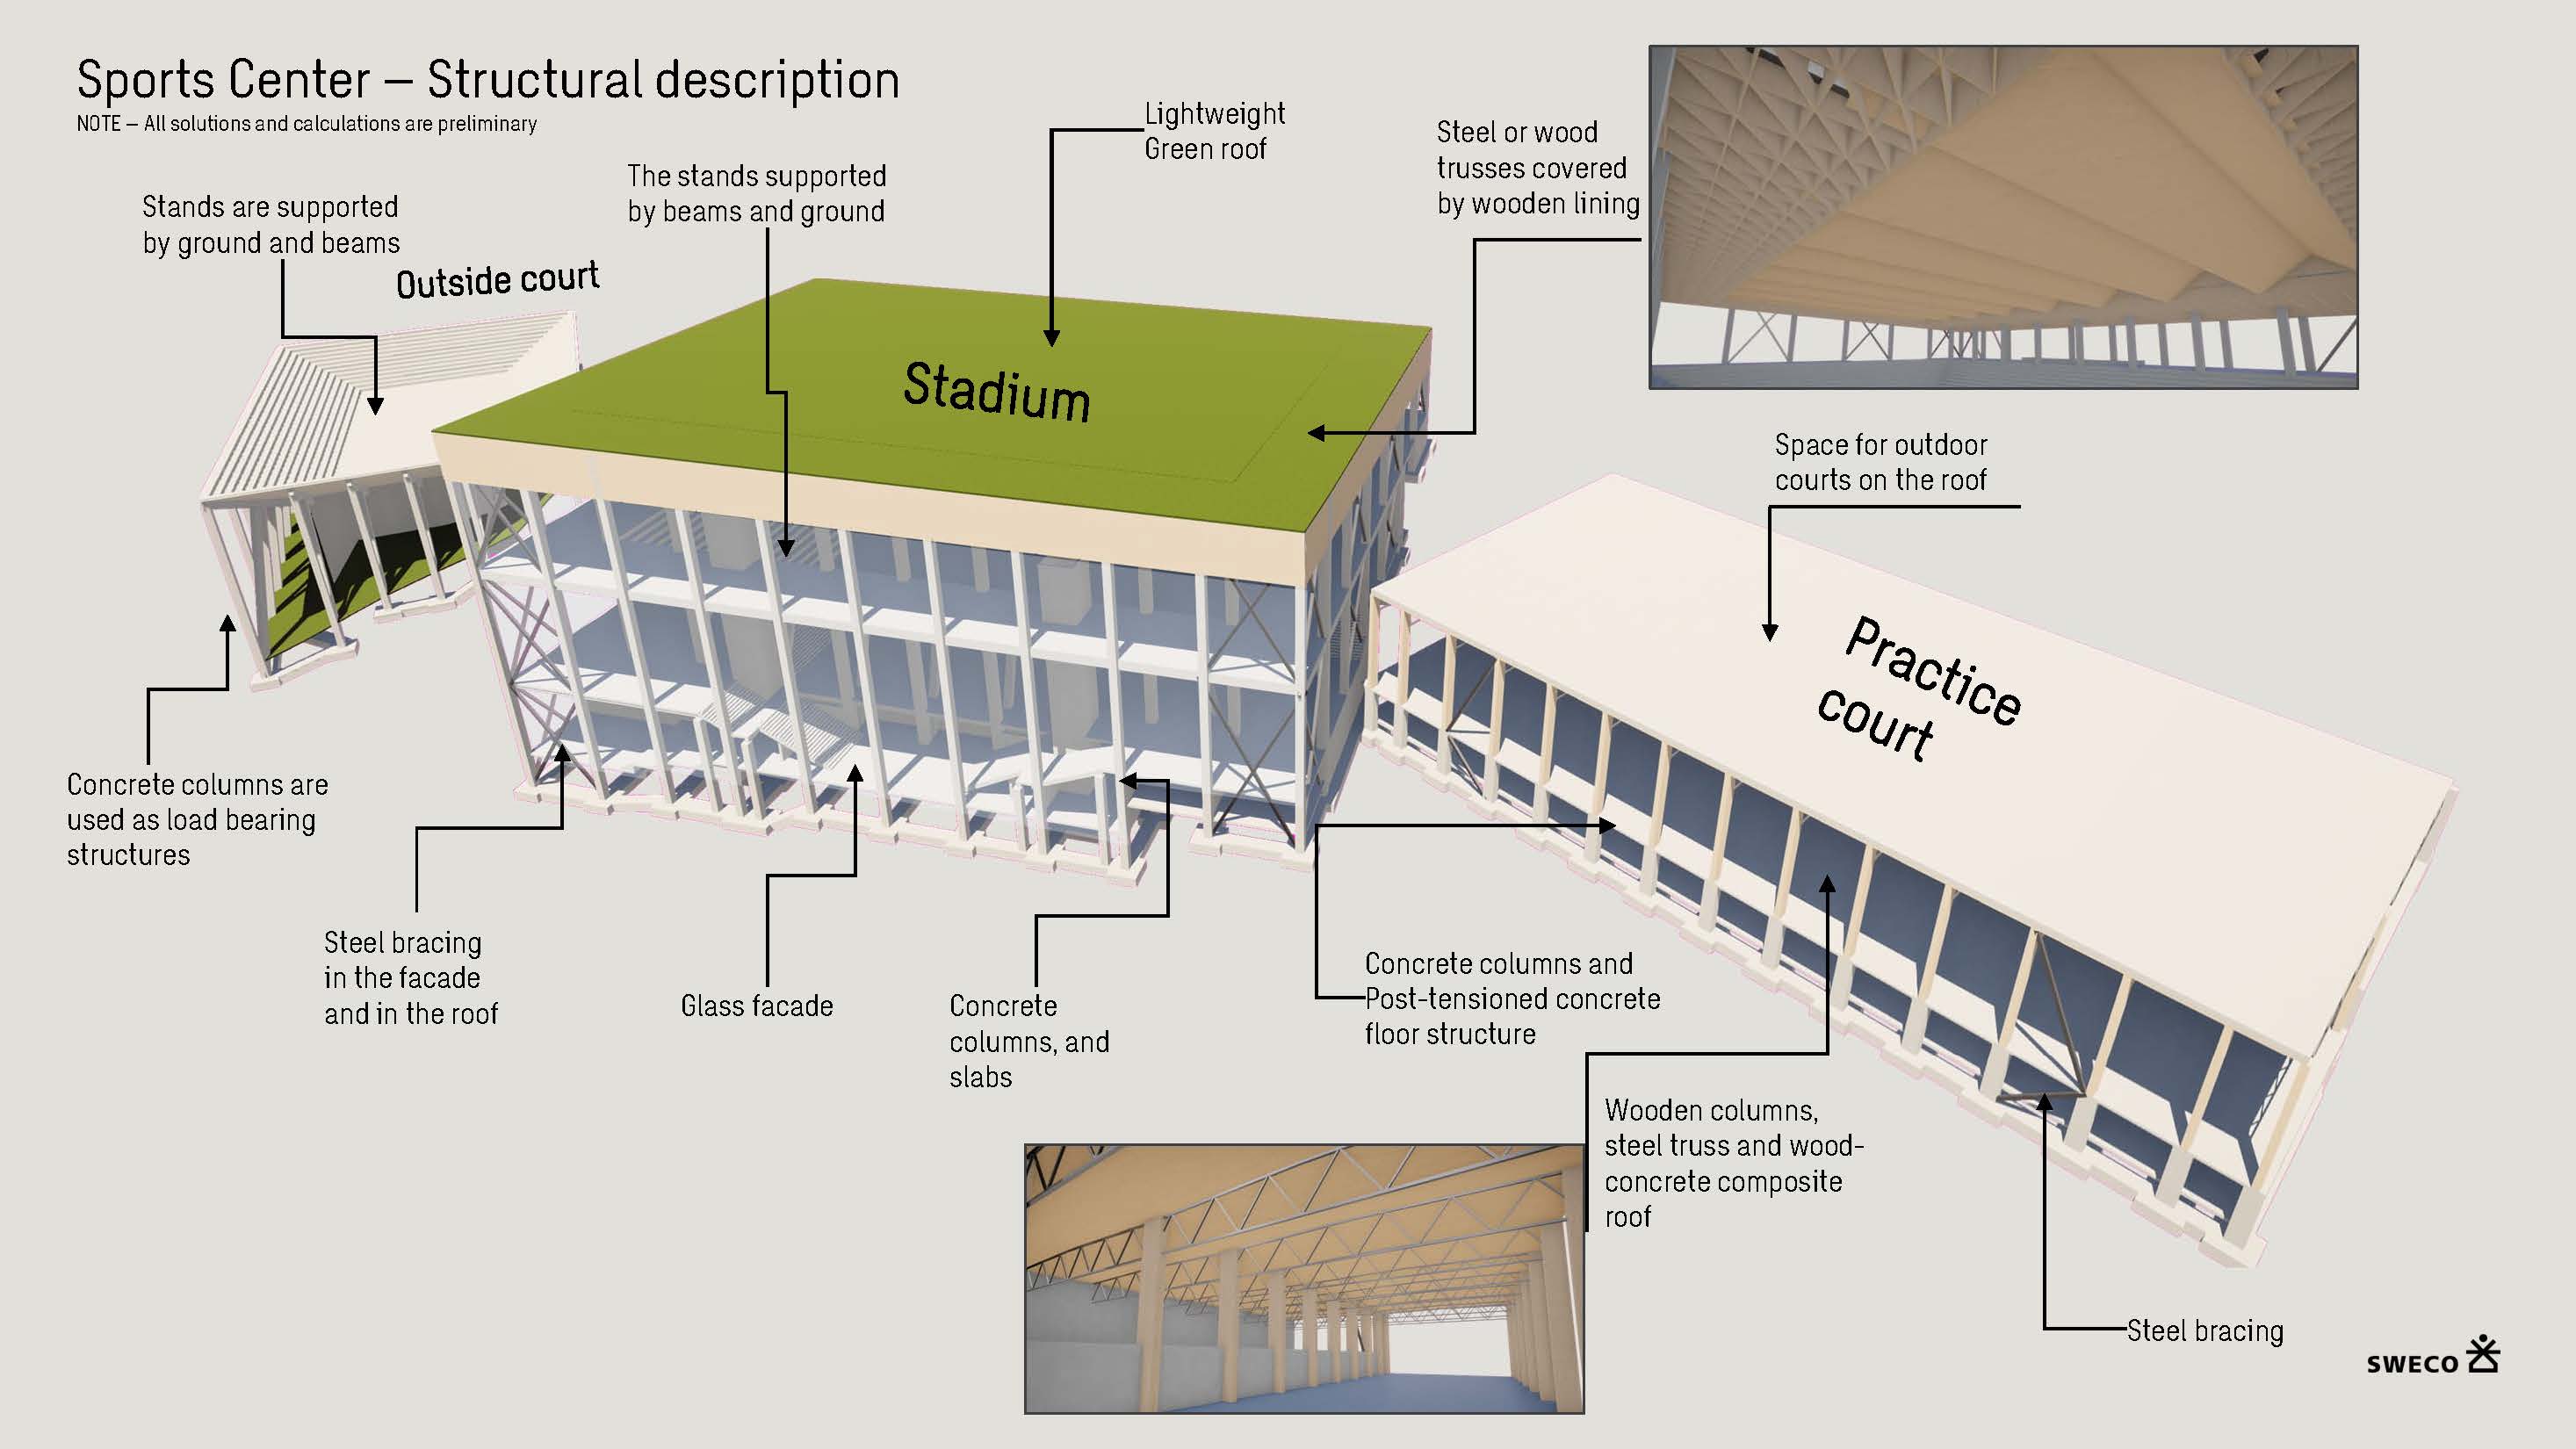 Sports Center – Structural description
NOTE – All solutions and calculations are preliminary
Stands are supported
by ground and beams
Outside court
The stands supported
by beams and ground
Lightweight
Green roof
Steel or wood
trusses covered
by wooden lining
Stadium
Space for outdoor
courts on the roof
Practice
court
Concrete columns are
used as load bearing
structures
Steel bracing
in the facade
and in the roof
Glass facade
Concrete
columns, and
slabs
Concrete columns and
Post-tensioned concrete
floor structure
Wooden columns,
steel truss and wood-
concrete composite
roof
Steel bracing
SWECO